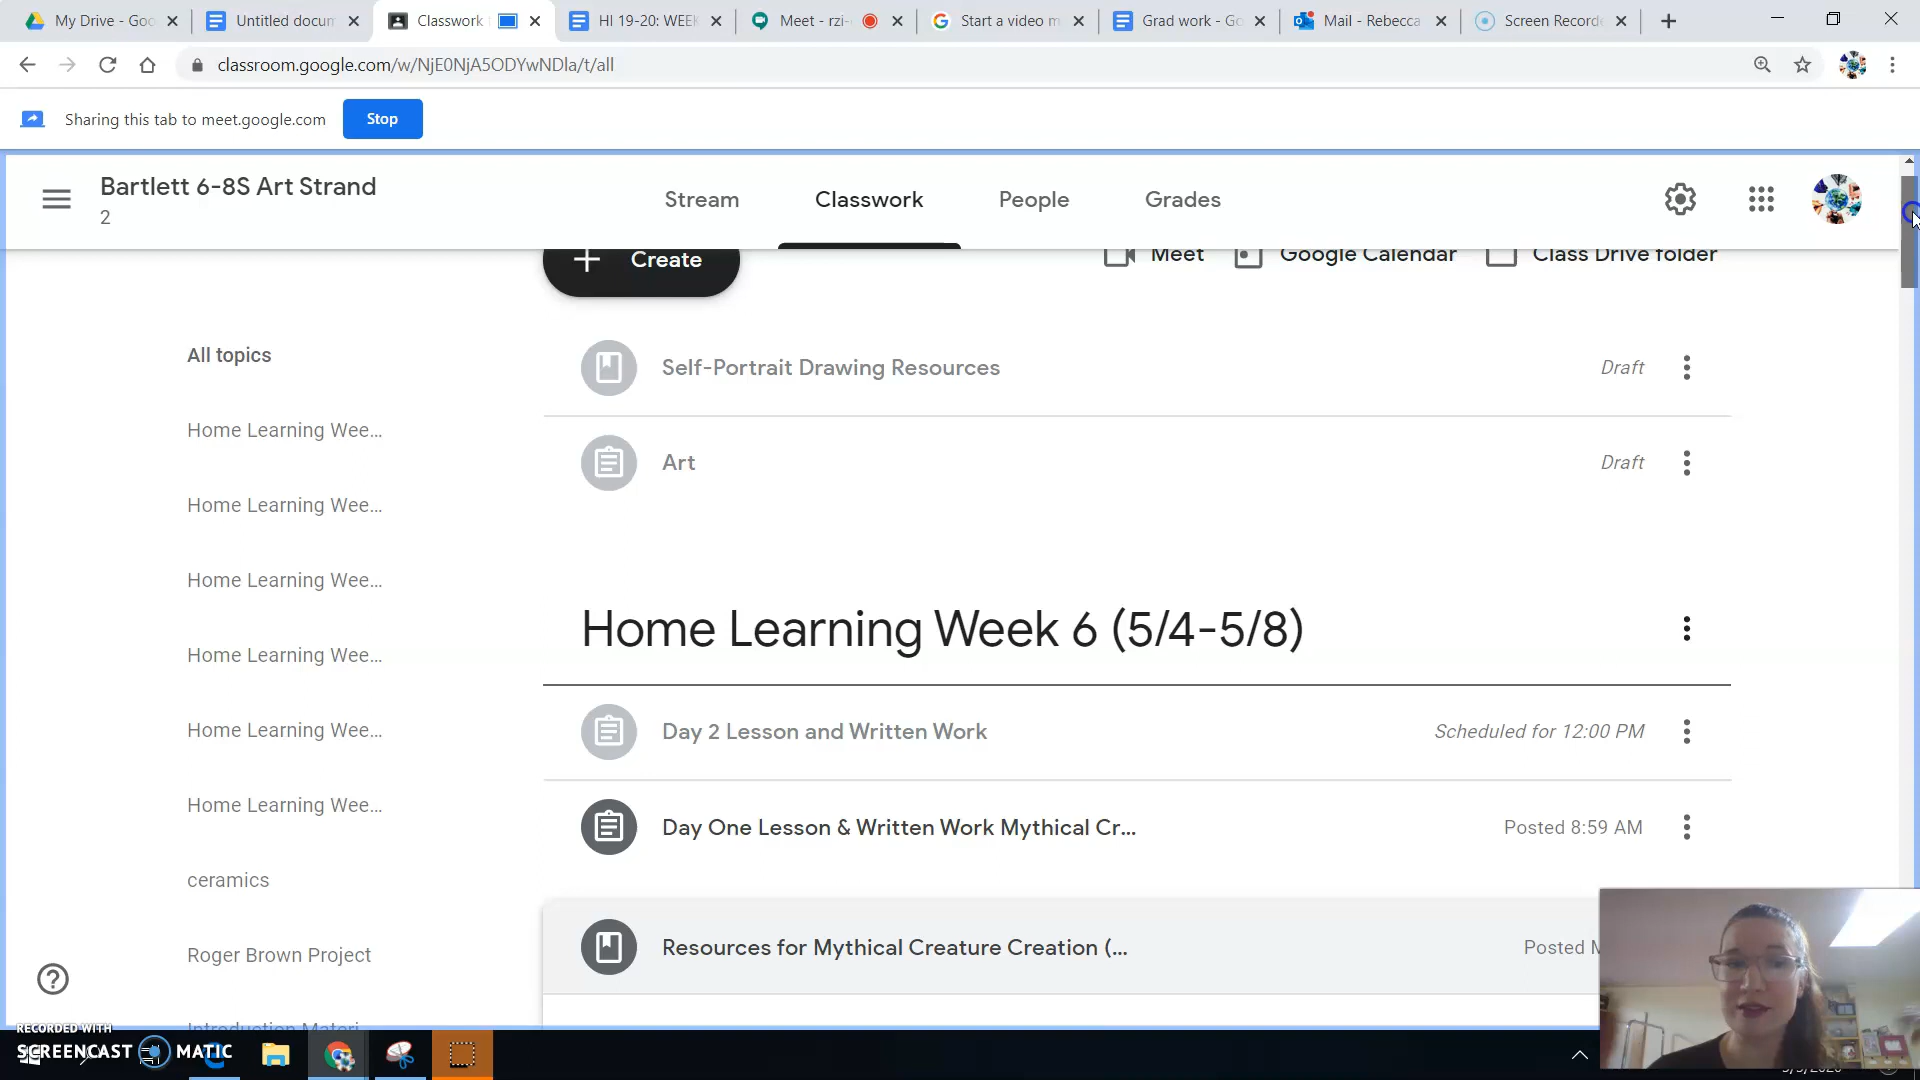 My Drive - Goo
Untitled docum
Classwork
HI 19-20: WEEK
Meet - rzi-
Start a video m
Grad work - Go
Mail - Rebecca
Screen Record
classroom.google.com/w/NjE0NjA5ODYwNDla/t/all
Sharing this tab to meet.google.com
Stop
Bartlett 6-8S Art Strand
2
Stream
Classwork
People
Grades
Create
Meet
Google Calendar
Class Drive folder
All topics
Home Learning Wee...
Home Learning Wee...
Home Learning Wee...
Home Learning Wee...
Home Learning Wee...
Home Learning Wee...
ceramics
Roger Brown Project
Introduction Materi
Self-Portrait Drawing Resources
Draft
Art
Draft
Home Learning Week 6 (5/4-5/8)
Day 2 Lesson and Written Work
Scheduled for 12:00 PM
Day One Lesson & Written Work Mythical Cr...
Posted 8:59 AM
Resources for Mythical Creature Creation (...
Posted M
RECORDED WITH
SCREENCAST MATIC